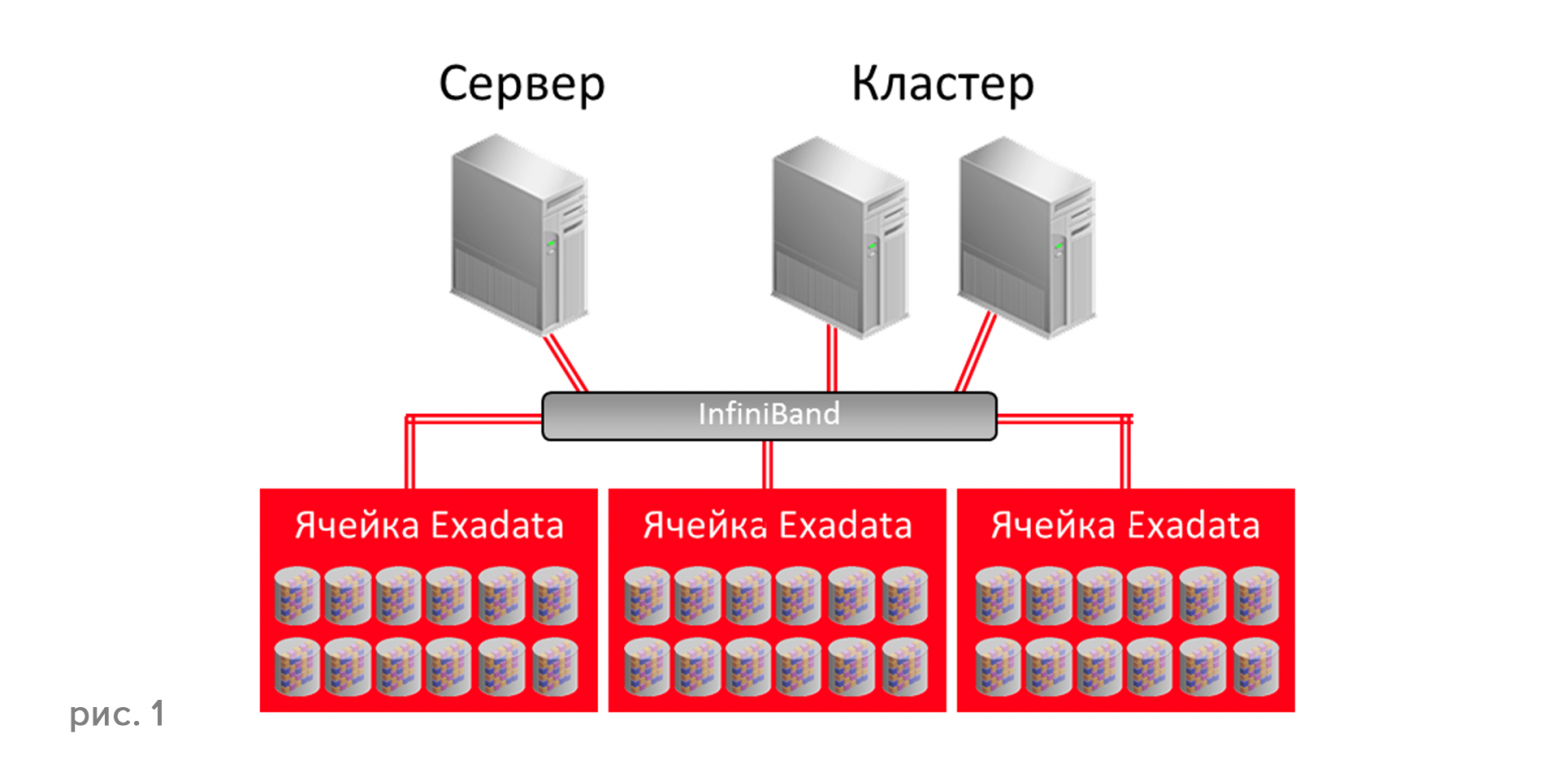 Сервер
Кластер
InfiniBand
Ячейка Exadata
Ячейка Exadata
Ячейка Exadata
рис. 1